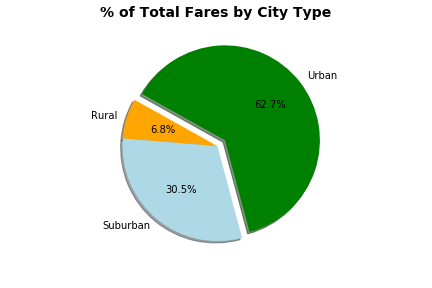 % of Total Fares by City Type
Urban
62.7%
Rural
6.8%
30.5%
Suburban